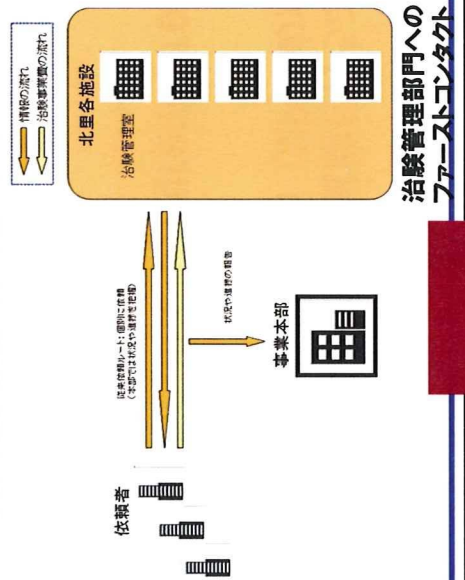 治験管理部門への
ファーストコンタクト
情報の流れ
治験事業費の流れ
依頼者
従来依頼ルート:個別に依頼
(本部では状況や進捗を把握)
北里各施設
治験管理室
状況や進捗の報告
事業本部